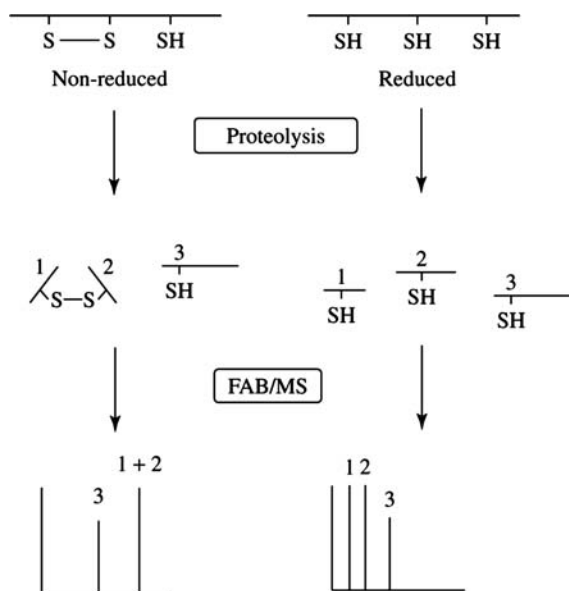 S — S SH
SH SH SH
Non-reduced
Reduced
Proteolysis
1 2
S—S
3
SH
1
SH
2
SH
3
SH
FAB/MS
1 + 2
3
1 2
3